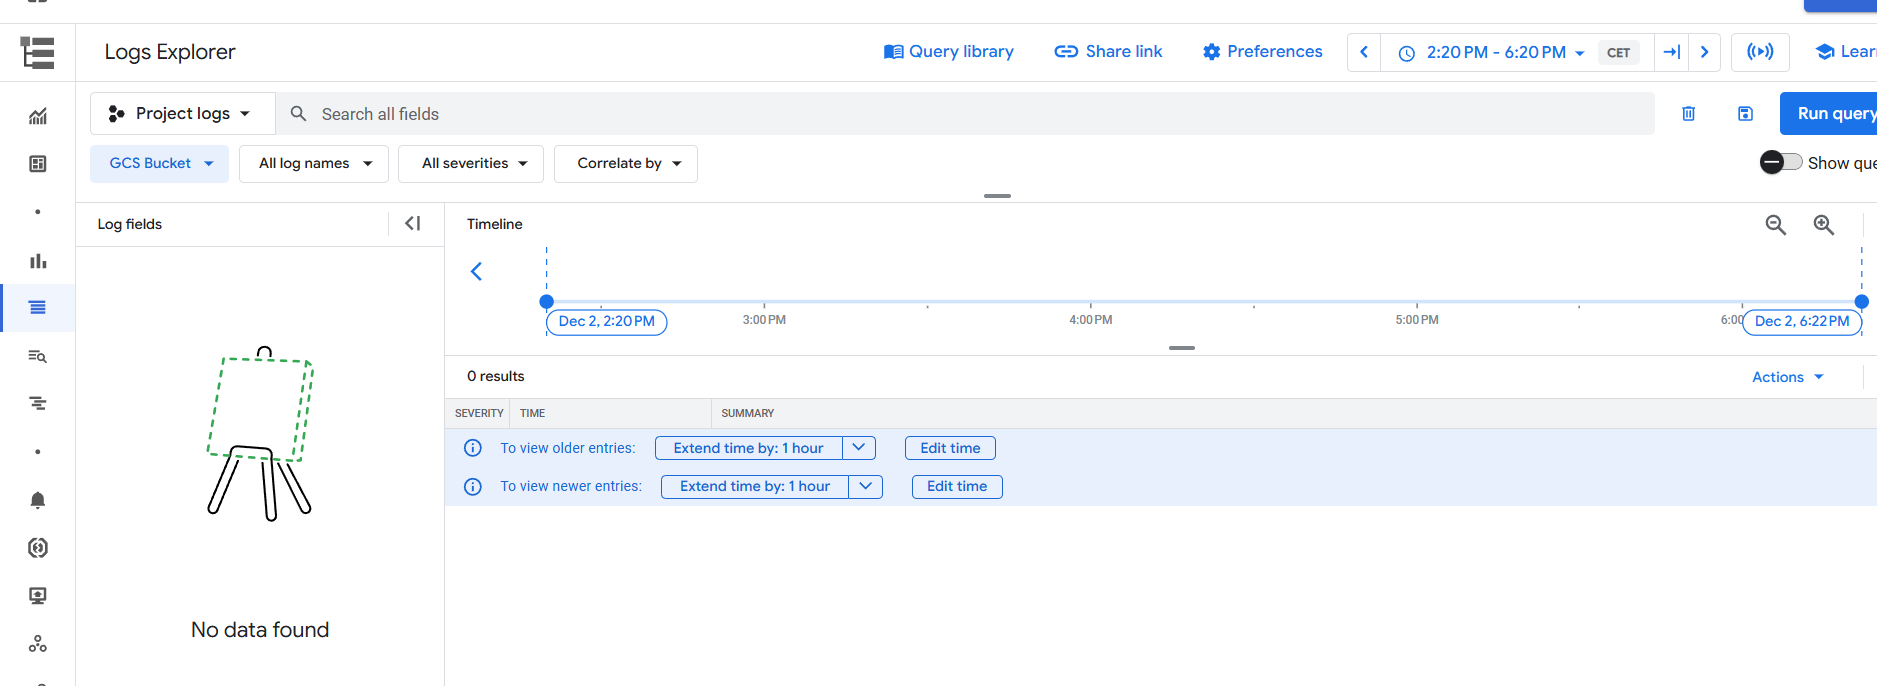 Logs Explorer
Query library
Share link
Preferences
2:20 PM - 6:20 PM
CET
Project logs
Search all fields
Run query
GCS Bucket
All log names
All severities
Correlate by
Show
Log fields
Timeline
Dec 2, 2:20 PM
3:00 PM
4:00 PM
5:00 PM
Dec 2, 6:22 PM
0 results
Actions
SEVERITY
TIME
SUMMARY
To view older entries:
Extend time by: 1 hour
Edit time
To view newer entries:
Extend time by: 1 hour
Edit time
No data found